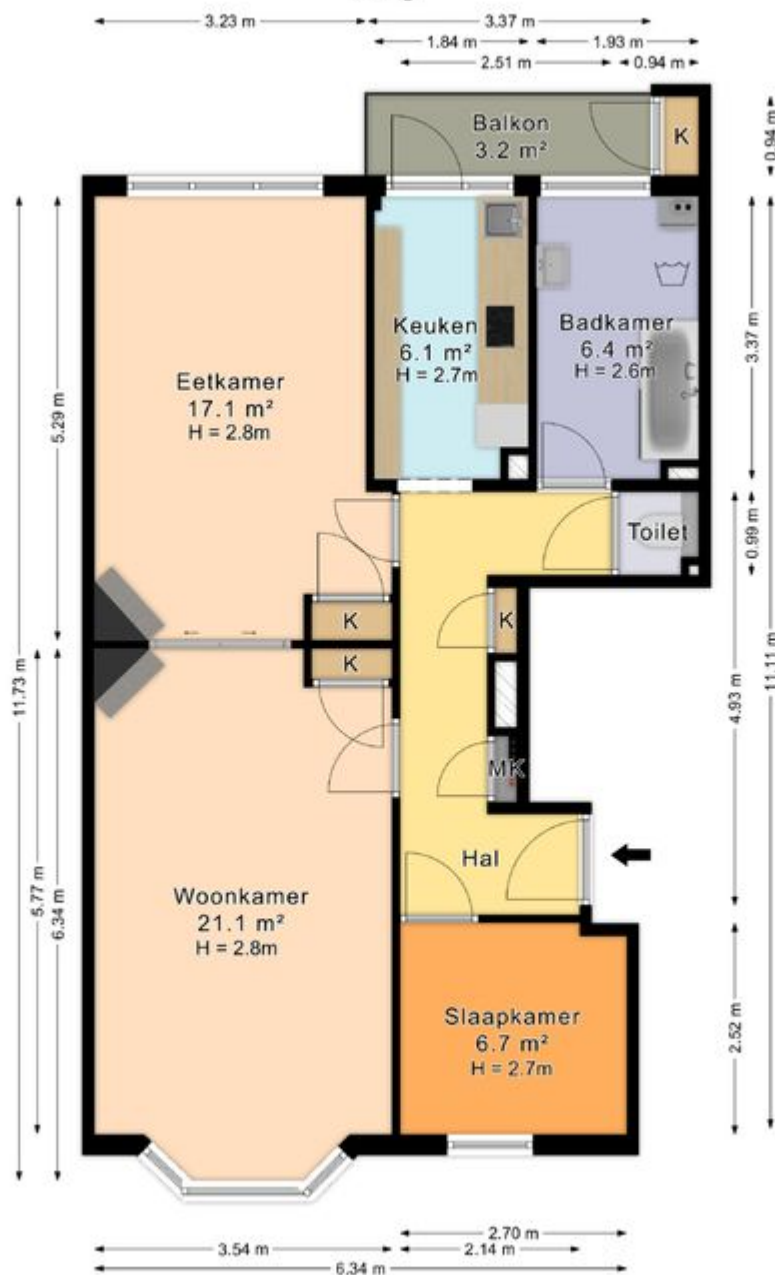 3.23 m
3.37 m
1.84 m
1.93 m
2.51 m
0.94 m
Balkon
3.2 m²
K
0.94 m
Keuken
6.1 m²
H = 2.7m
Badkamer
6.4 m²
H = 2.6m
3.37 m
Eetkamer
17.1 m²
H = 2.8m
5.29 m
Toilet
0.99 m
K
K
K
11.73 m
11.11 m
4.93 m
MK
Hal
Woonkamer
21.1 m²
H = 2.8m
5.77 m
6.34 m
Slaapkamer
6.7 m²
H = 2.7m
2.52 m
2.70 m
3.54 m
2.14 m
6.34 m